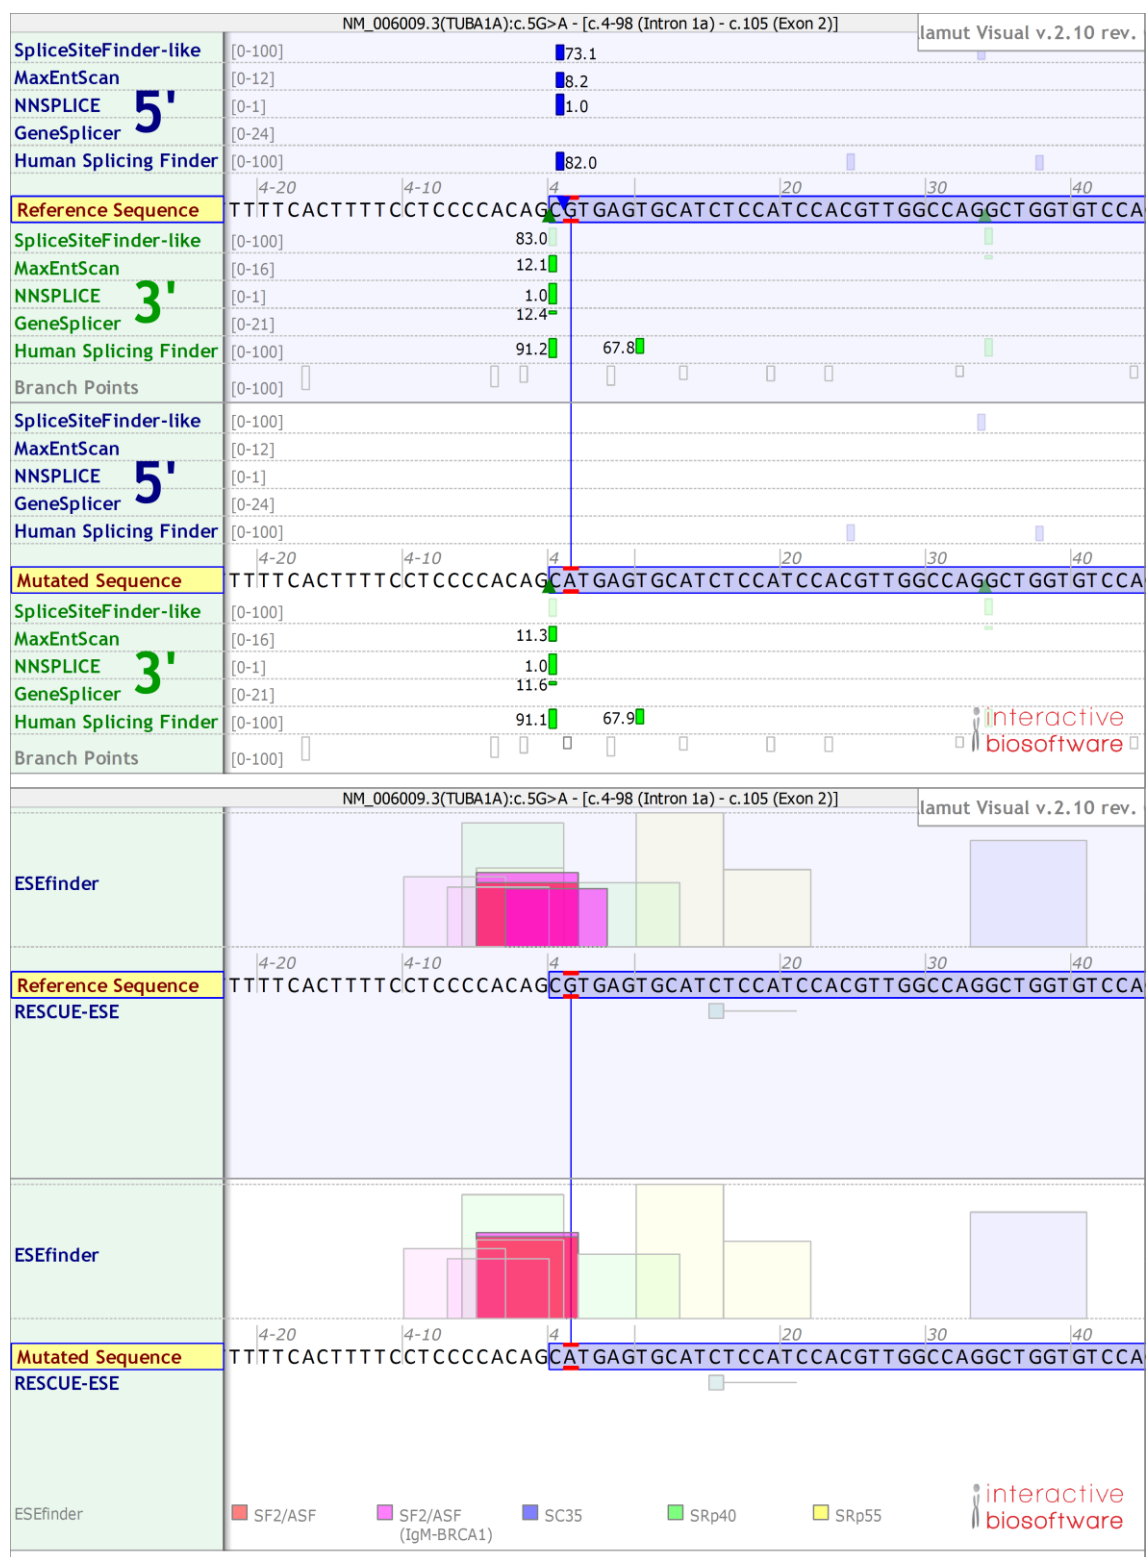 NM_006009.3(TUBA1A):c.5G>A - [c.4-98 (Intron 1a) - c.105 (Exon 2)]
lamut Visual v.2.10 rev.
SpliceSiteFinder-like [0-100] 73.1
MaxEntScan [0-12] 8.2
NNSPLICE 5' [0-1] 1.0
GeneSplicer [0-24]
Human Splicing Finder [0-100] 82.0
4-20 4-10 4 20 30 40
Reference Sequence TTTTCACTTTTCCTCCCCACAGCGTGAGTGCATCTCCATCCACGTTGGCCAGGCTGGTGTCCA
SpliceSiteFinder-like [0-100] 83.0
MaxEntScan [0-16] 12.1
NNSPLICE 3' [0-1] 1.0
GeneSplicer [0-21] 12.4
Human Splicing Finder [0-100] 91.2 67.8
Branch Points [0-100]
SpliceSiteFinder-like [0-100]
MaxEntScan [0-12]
NNSPLICE 5' [0-1]
GeneSplicer [0-24]
Human Splicing Finder [0-100]
4-20 4-10 4 20 30 40
Mutated Sequence TTTTCACTTTTCCTCCCCACAGCATGAGTGCATCTCCATCCACGTTGGCCAGGCTGGTGTCCA
SpliceSiteFinder-like [0-100]
MaxEntScan [0-16] 11.3
NNSPLICE 3' [0-1] 1.0
GeneSplicer [0-21] 11.6
Human Splicing Finder [0-100] 91.1 67.9
Branch Points [0-100]
interactive
biosoftware
NM_006009.3(TUBA1A):c.5G>A - [c.4-98 (Intron 1a) - c.105 (Exon 2)]
lamut Visual v.2.10 rev.
ESEfinder
4-20 4-10 4 20 30 40
Reference Sequence TTTTCACTTTTCCTCCCCACAGCGTGAGTGCATCTCCATCCACGTTGGCCAGGCTGGTGTCCA
RESCUE-ESE
ESEfinder
4-20 4-10 4 20 30 40
Mutated Sequence TTTTCACTTTTCCTCCCCACAGCATGAGTGCATCTCCATCCACGTTGGCCAGGCTGGTGTCCA
RESCUE-ESE
ESEfinder SF2/ASF SF2/ASF SC35 SRp40 SRp55
(IgM-BRCA1)
interactive
biosoftware